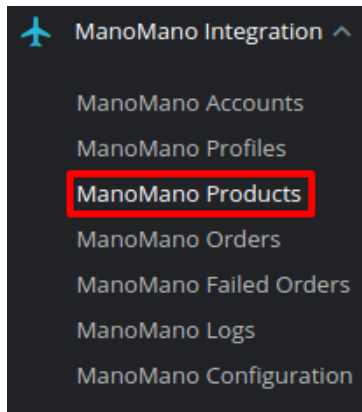 ManoMano Integration
ManoMano Accounts
ManoMano Profiles
ManoMano Products
ManoMano Orders
ManoMano Failed Orders
ManoMano Logs
ManoMano Configuration